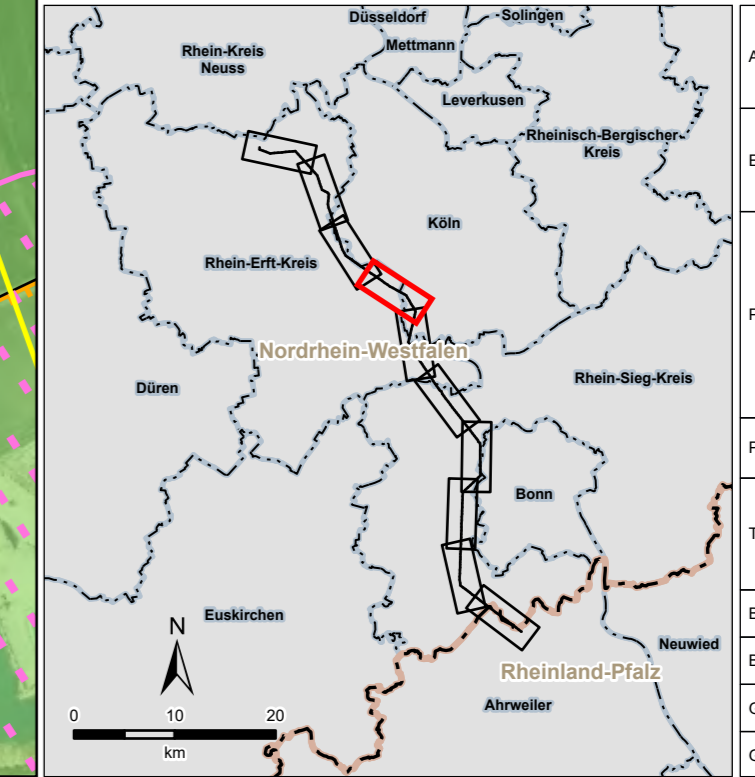 Düsseldorf
Solingen
Rhein-Kreis
Neuss
Mettmann
Leverkusen
Rheinisch-Bergischer
Kreis
Köln
Rhein-Erft-Kreis
Nordrhein-Westfalen
Düren
Rhein-Sieg-Kreis
Bonn
Euskirchen
N
Neuwied
Rheinland-Pfalz
Ahrweiler
0 10 20
km